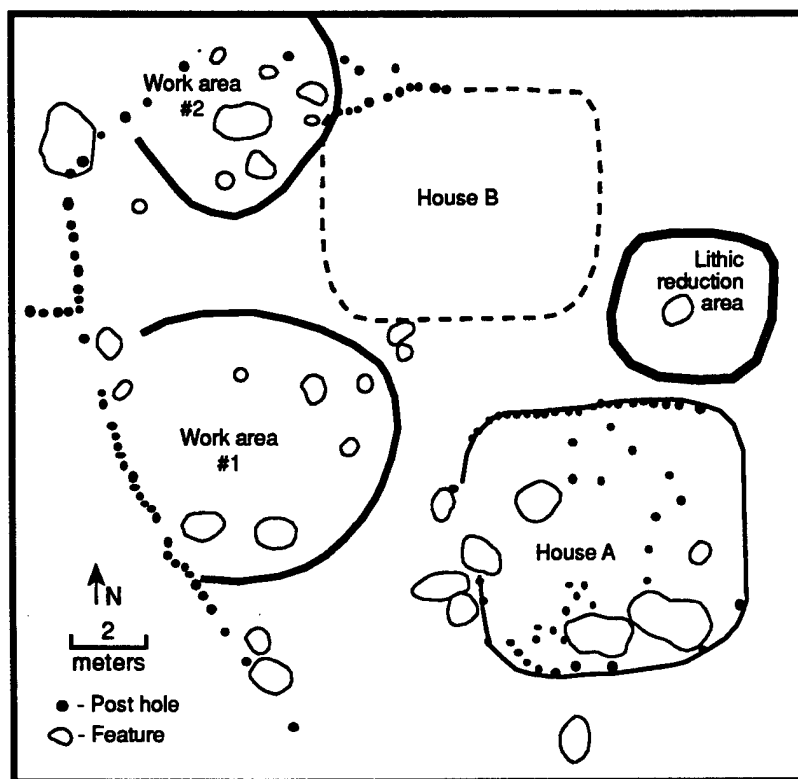 Work area
#2
House B
Lithic
reduction
area
Work area
#1
House A
N
2
meters
- Post hole
- Feature